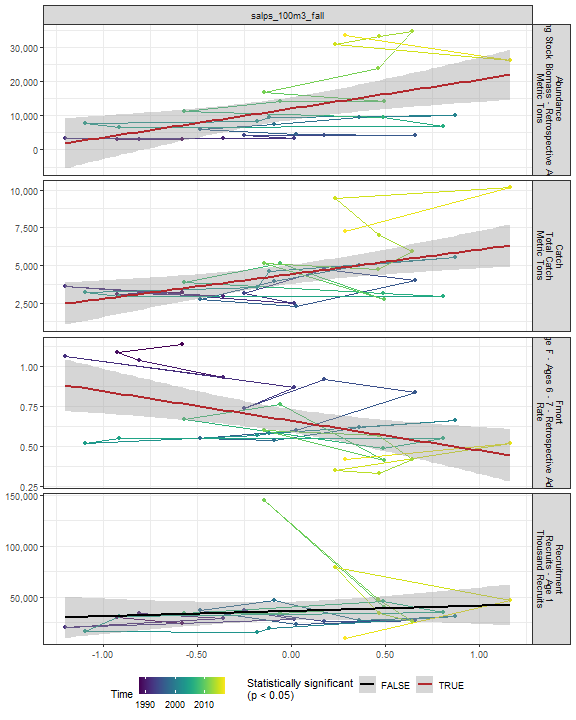 salps_100m3_fall
30,000
20,000
10,000
0
Abundance
Stock Biomass - Retrospective
Metric Tons
10,000
7,500
5,000
2,500
Catch
Total Catch
Metric Tons
1.00
0.75
0.50
0.25
Fmort
F - Ages 6 - 7 - Retrospective
Rate
150,000
100,000
50,000
Recruitment
Recruits - Age 1
Thousand Recruits
-1.00
-0.50
0.00
0.50
1.00
Time
1990 2000 2010
Statistically significant
(p < 0.05)
FALSE
TRUE